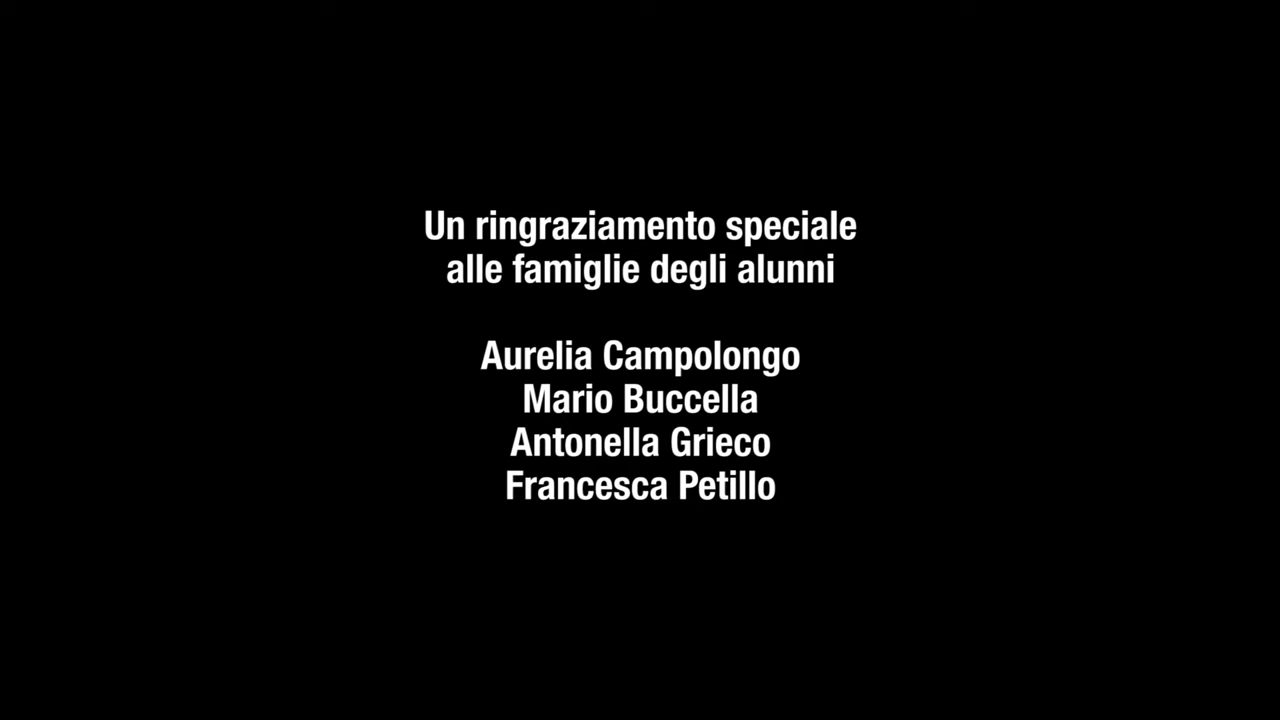 Un ringraziamento speciale
alle famiglie degli alunni
Aurelia Campolongo
Mario Buccella
Antonella Grieco
Francesca Petillo